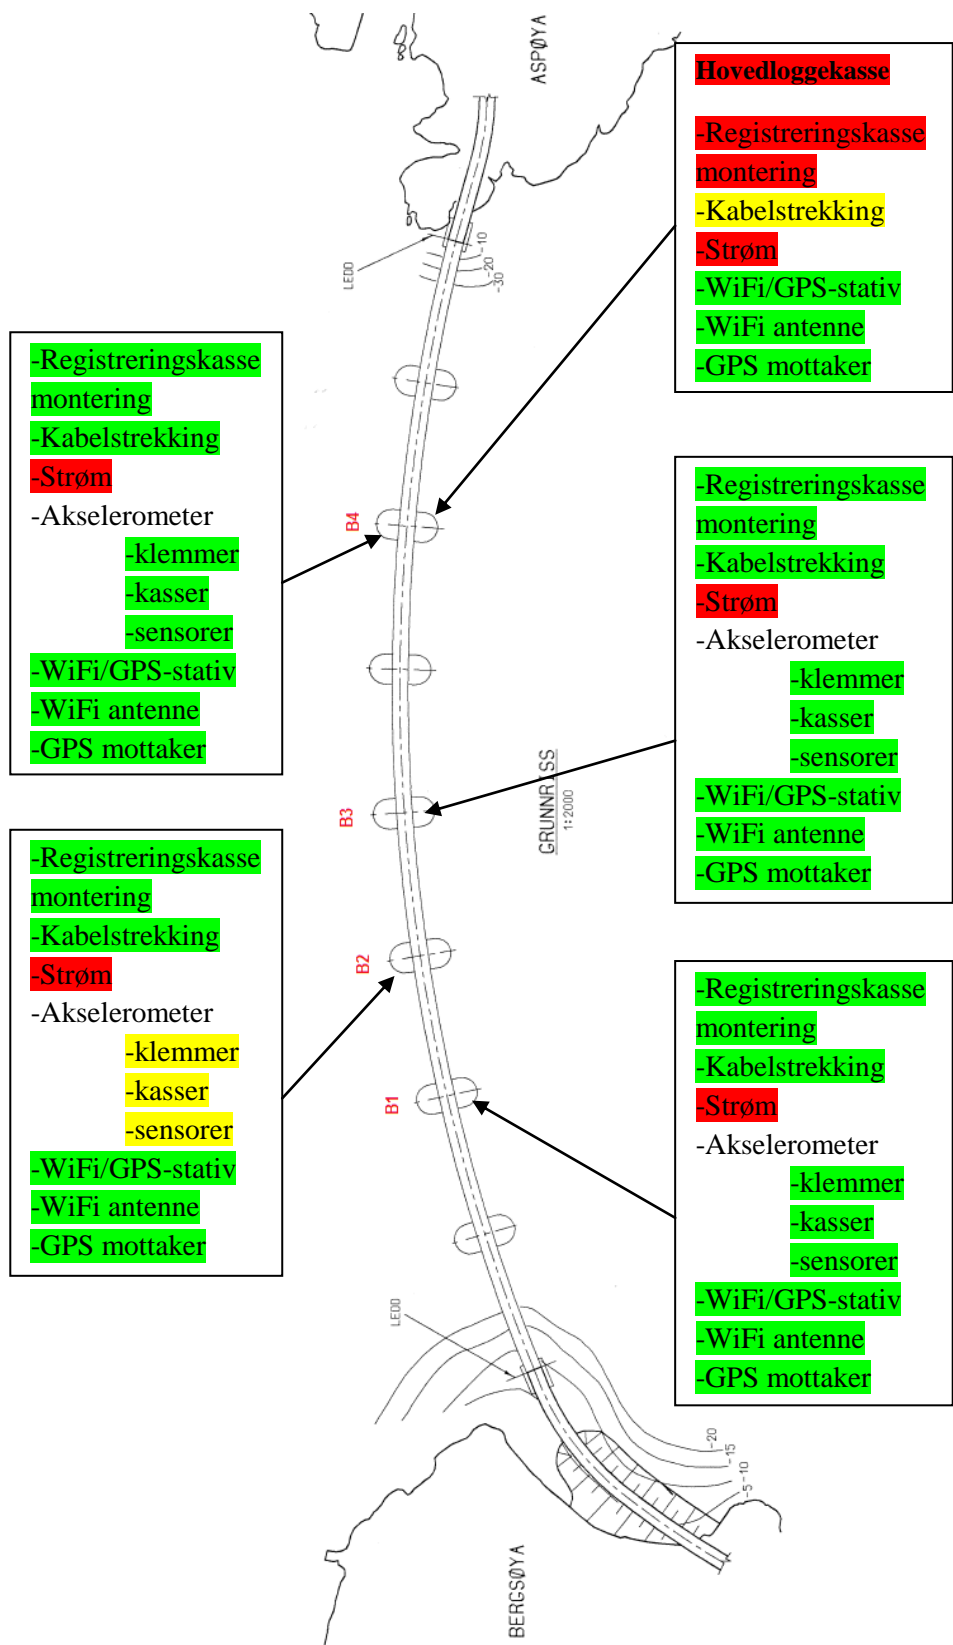 ASPØYA
Hovedloggekasse
-Registreringskasse
montering
-Kabelstrekking
-Strøm
-WiFi/GPS-stativ
-WiFi antenne
-GPS mottaker
LEDD
-10
-20
-30
-Registreringskasse
montering
-Kabelstrekking
-Strøm
-Akselerometer
-klemmer
-kasser
-sensorer
-WiFi/GPS-stativ
-WiFi antenne
-GPS mottaker
B4
-Registreringskasse
montering
-Kabelstrekking
-Strøm
-Akselerometer
-klemmer
-kasser
-sensorer
-WiFi/GPS-stativ
-WiFi antenne
-GPS mottaker
B3
GRUNNRISS
1:2000
-Registreringskasse
montering
-Kabelstrekking
-Strøm
-Akselerometer
-klemmer
-kasser
-sensorer
-WiFi/GPS-stativ
-WiFi antenne
-GPS mottaker
B2
B1
-Registreringskasse
montering
-Kabelstrekking
-Strøm
-Akselerometer
-klemmer
-kasser
-sensorer
-WiFi/GPS-stativ
-WiFi antenne
-GPS mottaker
LEDD
-20
-15
-10
-5
BERGSØYA